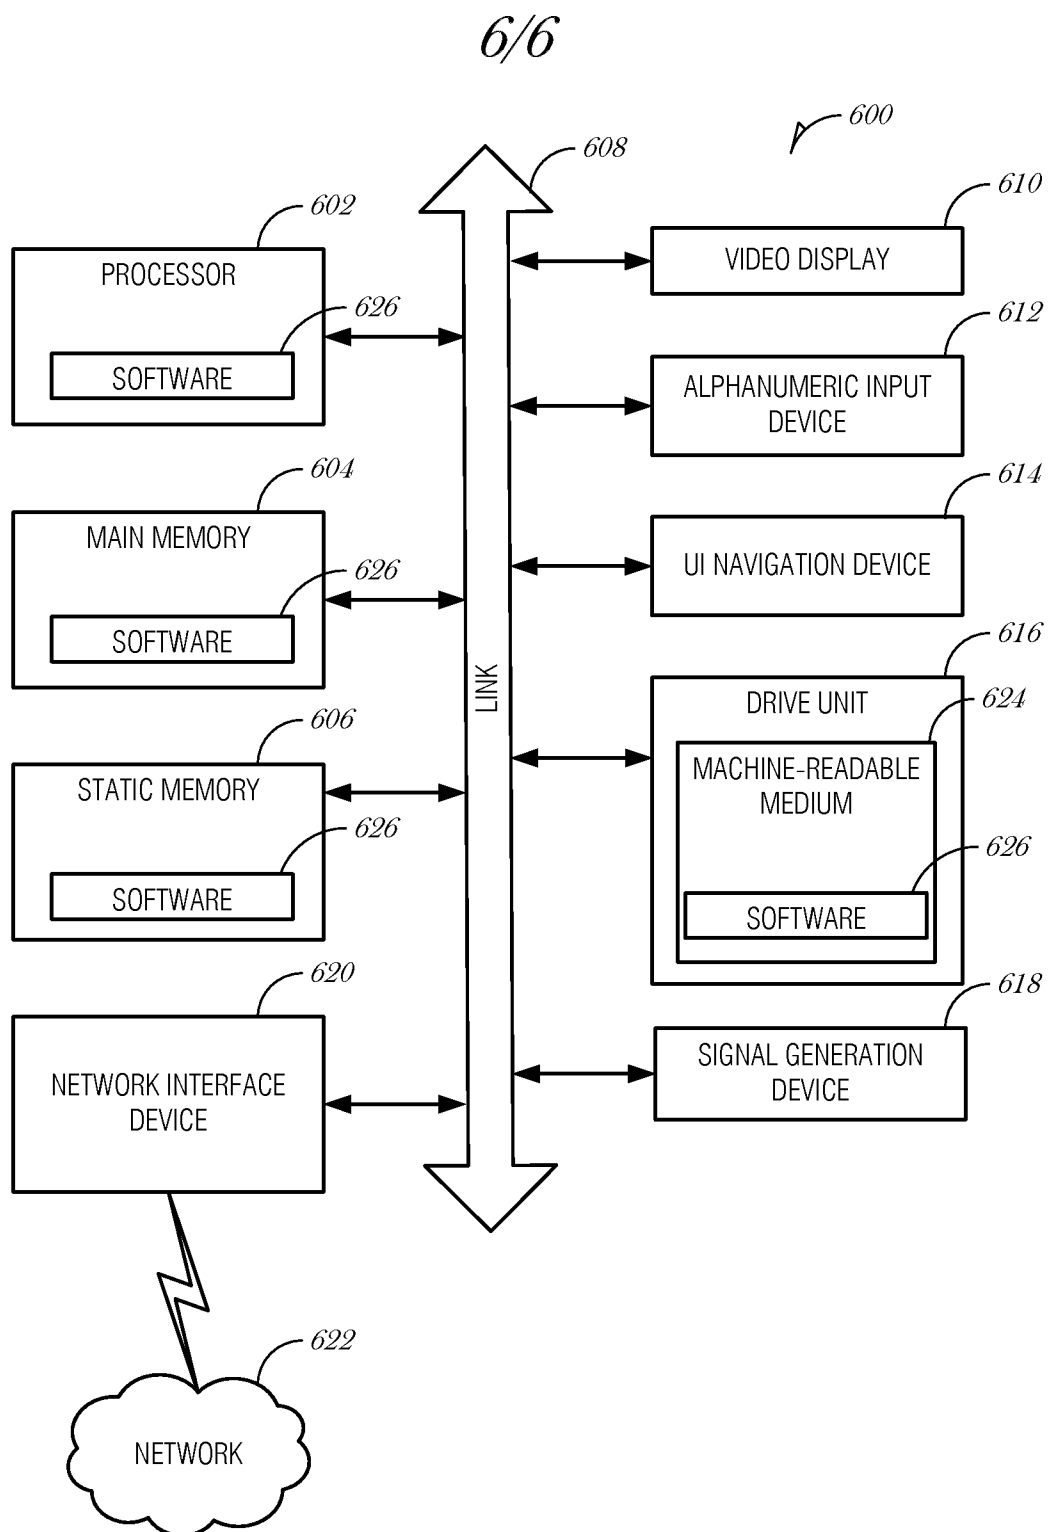 6/6
600
608
602
PROCESSOR
626
SOFTWARE
604
MAIN MEMORY
626
SOFTWARE
606
STATIC MEMORY
626
SOFTWARE
620
NETWORK INTERFACE
DEVICE
622
NETWORK
LINK
610
VIDEO DISPLAY
612
ALPHANUMERIC INPUT
DEVICE
614
UI NAVIGATION DEVICE
616
DRIVE UNIT
624
MACHINE-READABLE
MEDIUM
626
SOFTWARE
618
SIGNAL GENERATION
DEVICE